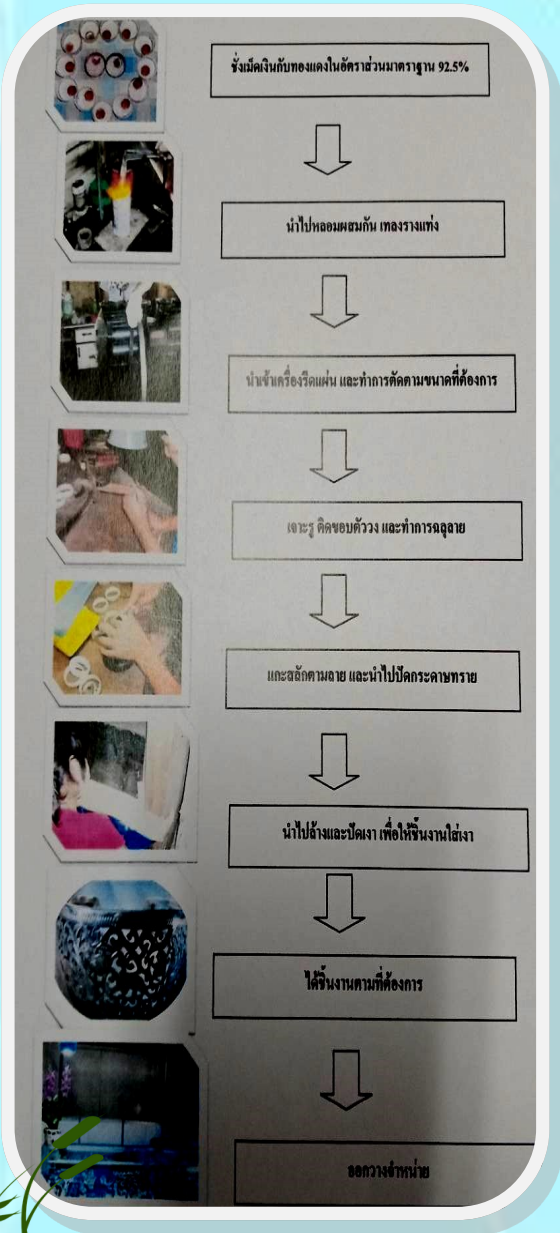 ชั่งเม็ดเงินกับทองแดงในอัตราส่วนมาตราฐาน 92.5%
นำไปหลอมผสมกัน เทลงรางแท่ง
นำเข้าเครื่องรีดแผ่น และทำการตัดตามขนาดที่ต้องการ
เจาะรู ติดขอบตัววง และทำการฉลุลาย
แกะสลักตามลาย และนำไปปัดกระดาษทราย
นำไปล้างและปัดเงา เพื่อให้ชิ้นงานใส่เงา
ได้ชิ้นงานตามที่ต้องการ
ออกวางจำหน่าย